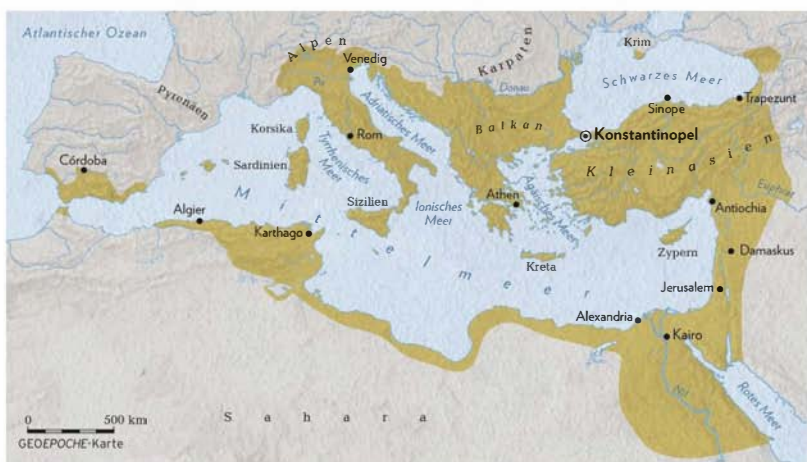 Atlantischer Ozean
Alpen
Karpaten
Krim
Venedig
Po
Donau
Schwarzes Meer
Pyrenäen
Adriatisches Meer
Sinope
Trapezunt
Korsika
Rom
Balkan
Konstantinopel
Córdoba
Sardinien
Tyrrhenisches
Meer
Kleinasien
Euphrat
Mittelmeer
Sizilien
Ionisches
Meer
Athen
Ägäisches Meer
Antiochia
Algier
Karthago
Kreta
Zypern
Damaskus
Jerusalem
Alexandria
Kairo
Nil
Rotes Meer
0 500 km
Sahara
GEOEPOCHE-Karte